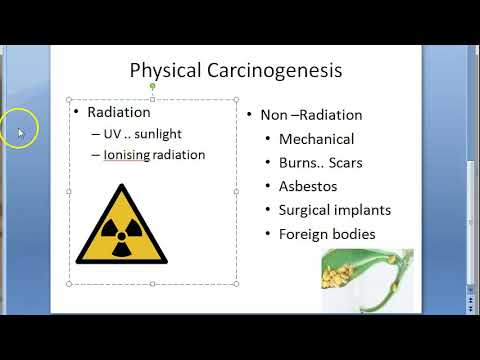 Physical Carcinogenesis
• Radiation
– UV .. sunlight
– Ionising radiation
• Non –Radiation
• Mechanical
• Burns.. Scars
• Asbestos
• Surgical implants
• Foreign bodies